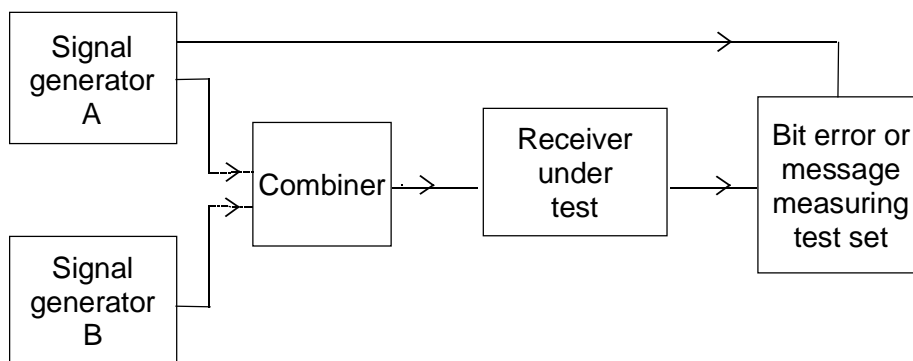 Signal
generator
A
Combiner
Receiver
under
test
Bit error or
message
measuring
test set
Signal
generator
B